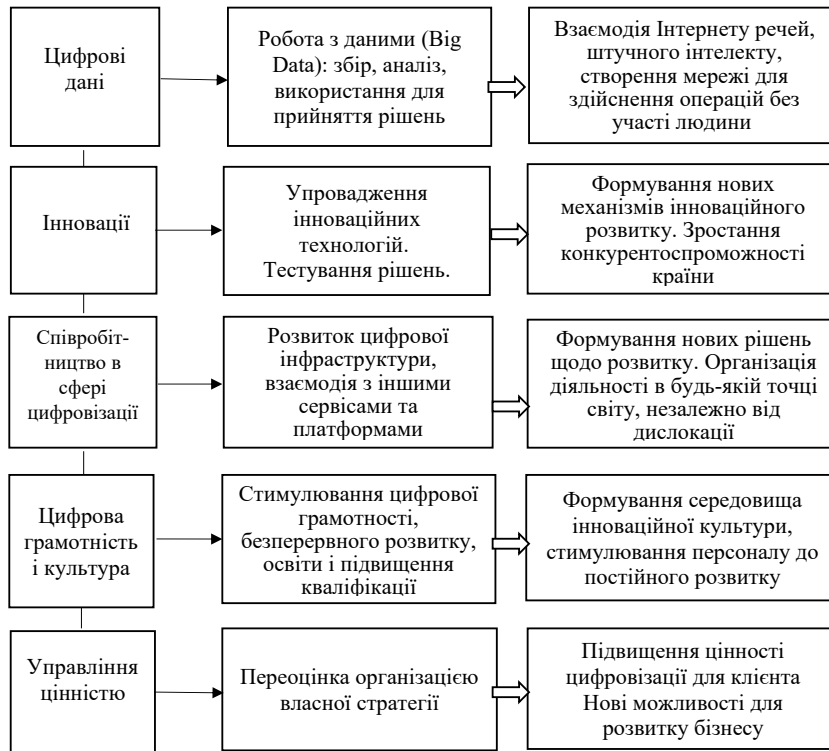 Цифрові
дані
Робота з даними (Big
Data): збір, аналіз,
використання для
прийняття рішень
Взаємодія Інтернету речей,
штучного інтелекту,
створення мережі для
здійснення операцій без
участі людини
Інновації
Упровадження
інноваційних
технологій.
Тестування рішень.
Формування нових
механізмів інноваційного
розвитку. Зростання
конкурентоспроможності
країни
Співробіт-
ництво в
сфері
цифровізації
Розвиток цифрової
інфраструктури,
взаємодія з іншими
сервісами та
платформами
Формування нових рішень
щодо розвитку. Організація
діяльності в будь-якій точці
світу, незалежно від
дислокації
Цифрова
грамотність
і культура
Стимулювання цифрової
грамотності,
безперервного розвитку,
освіти і підвищення
кваліфікації
Формування середовища
інноваційної культури,
стимулювання персоналу до
постійного розвитку
Управління
цінністю
Переоцінка організацією
власної стратегії
Підвищення цінності
цифровізації для клієнта
Нові можливості для
розвитку бізнесу